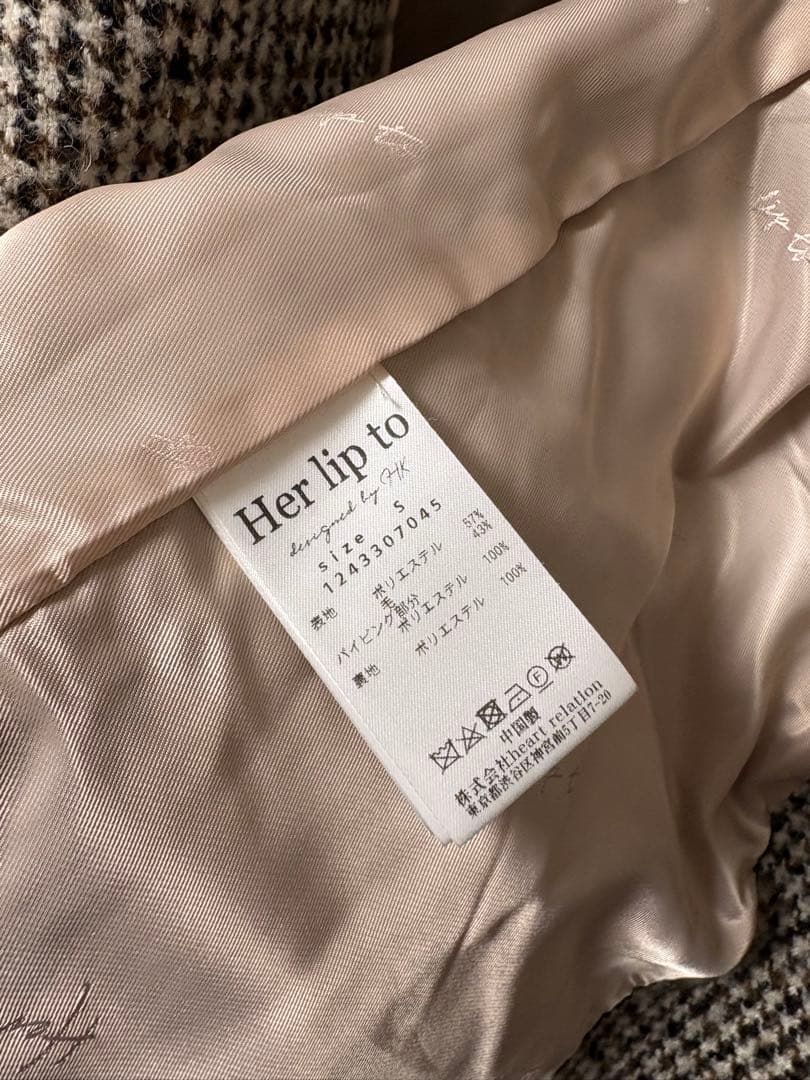 Her lip to
designed by HK
size S
1243307045
表地 ポリエステル 57%
毛 43%
パイピング部分
ポリエステル 100%
裏地 ポリエステル 100%
F W
中国製
株式会社heart relation
東京都渋谷区神宮前5丁目7-20
lip to